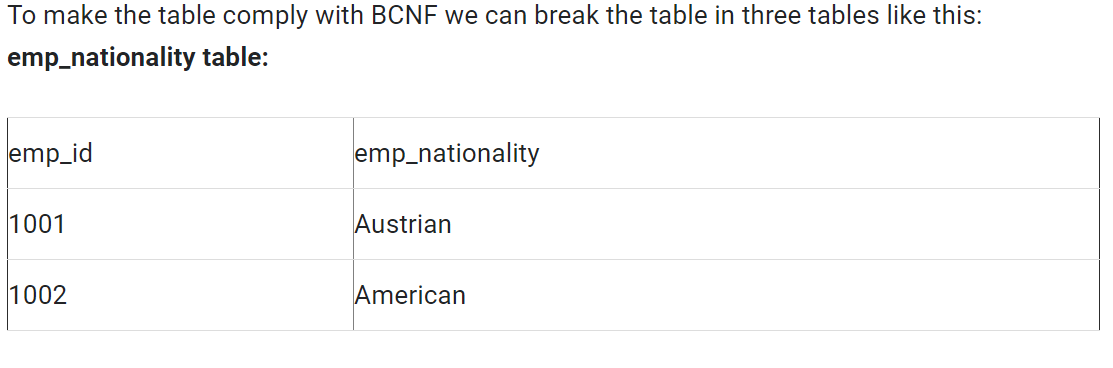 To make the table comply with BCNF we can break the table in three tables like this:
emp_nationality table:
emp_id emp_nationality
1001 Austrian
1002 American